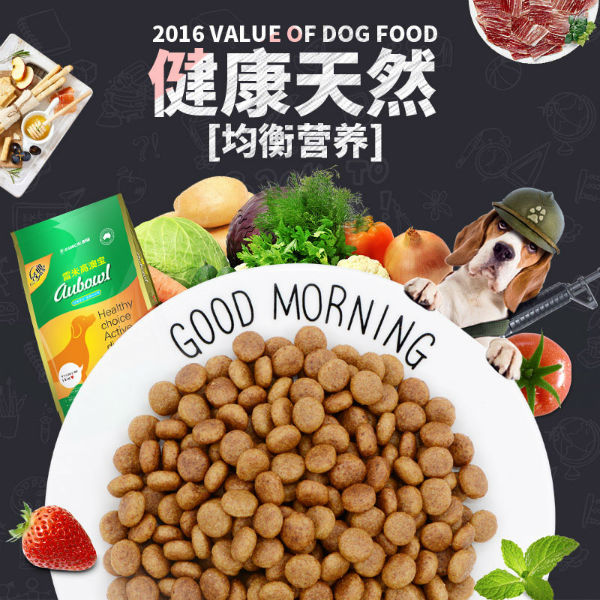 2016 VALUE OF DOG FOOD
健康天然
[均衡营养]
GOOD MORNING
Aubowl
Healthy
choice
Active